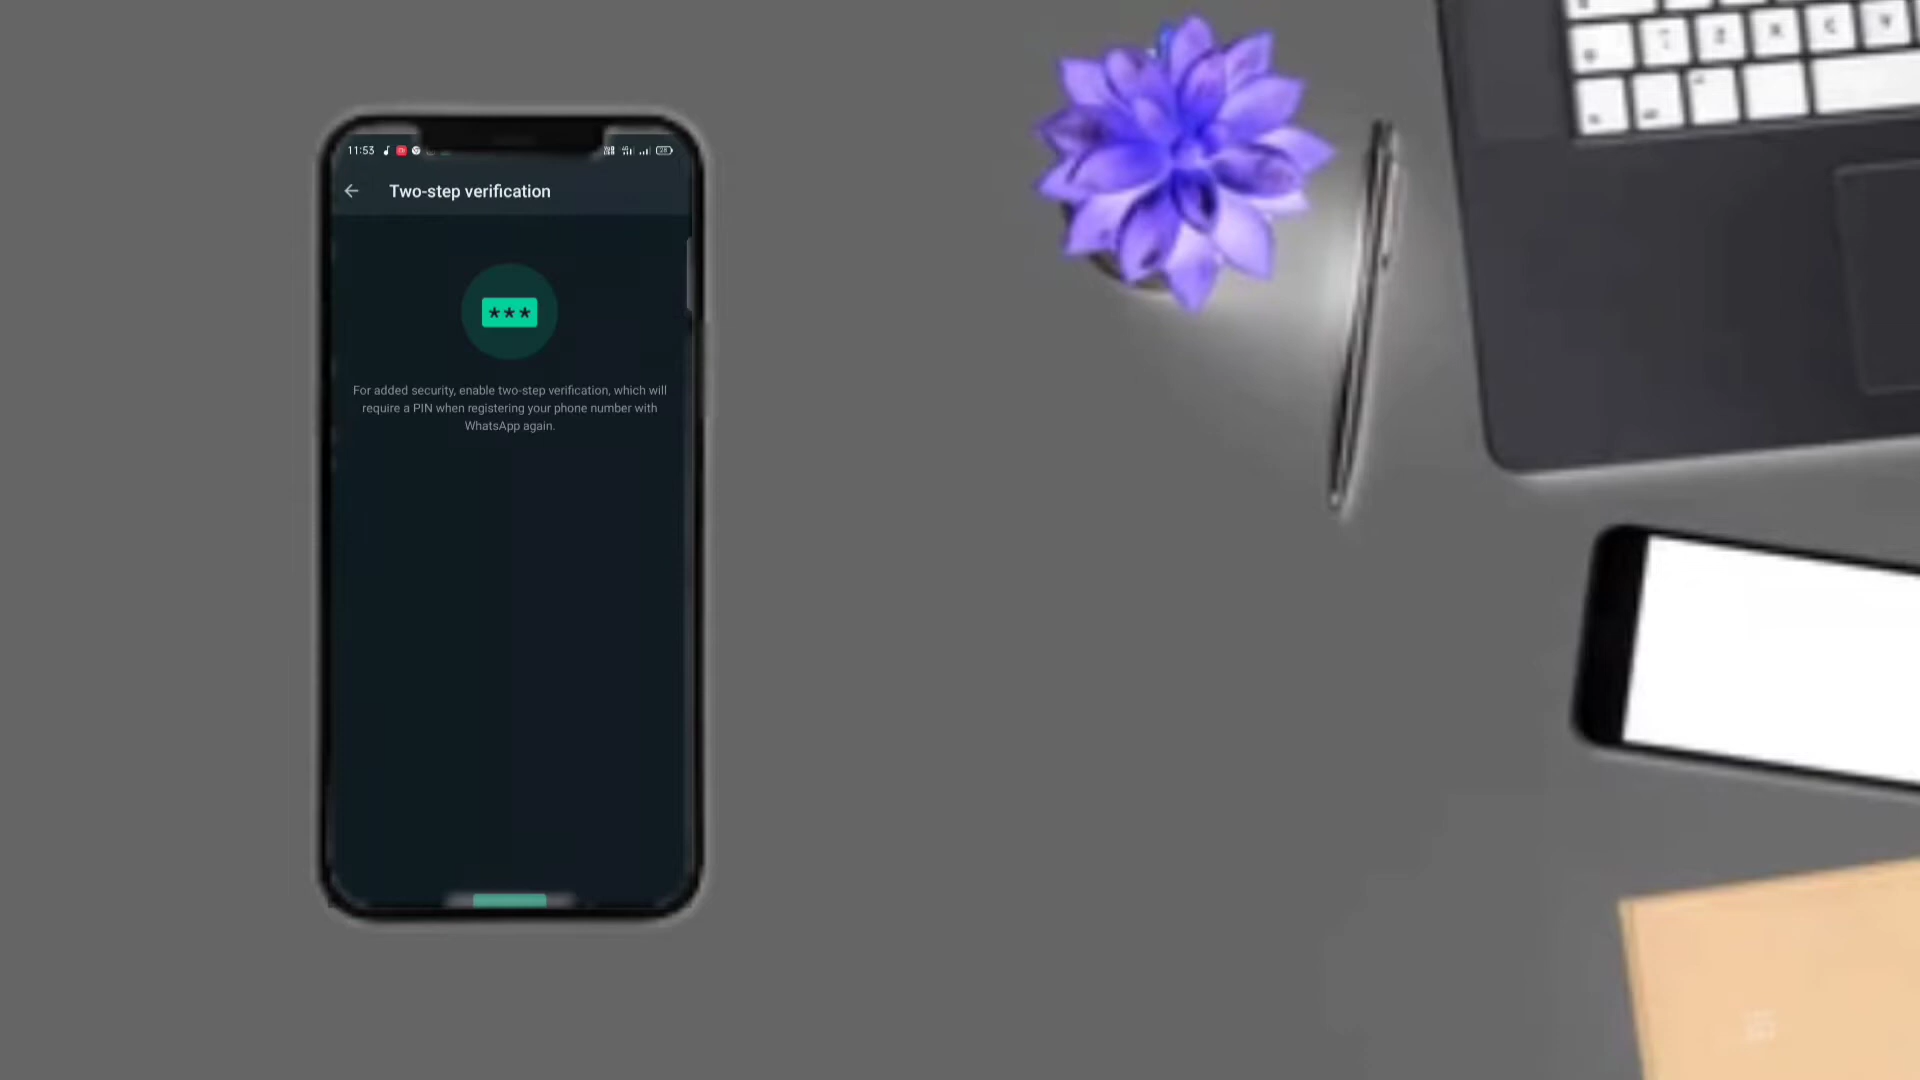 11:53
Two-step verification
***
For added security, enable two-step verification, which will
require a PIN when registering your phone number with
WhatsApp again.